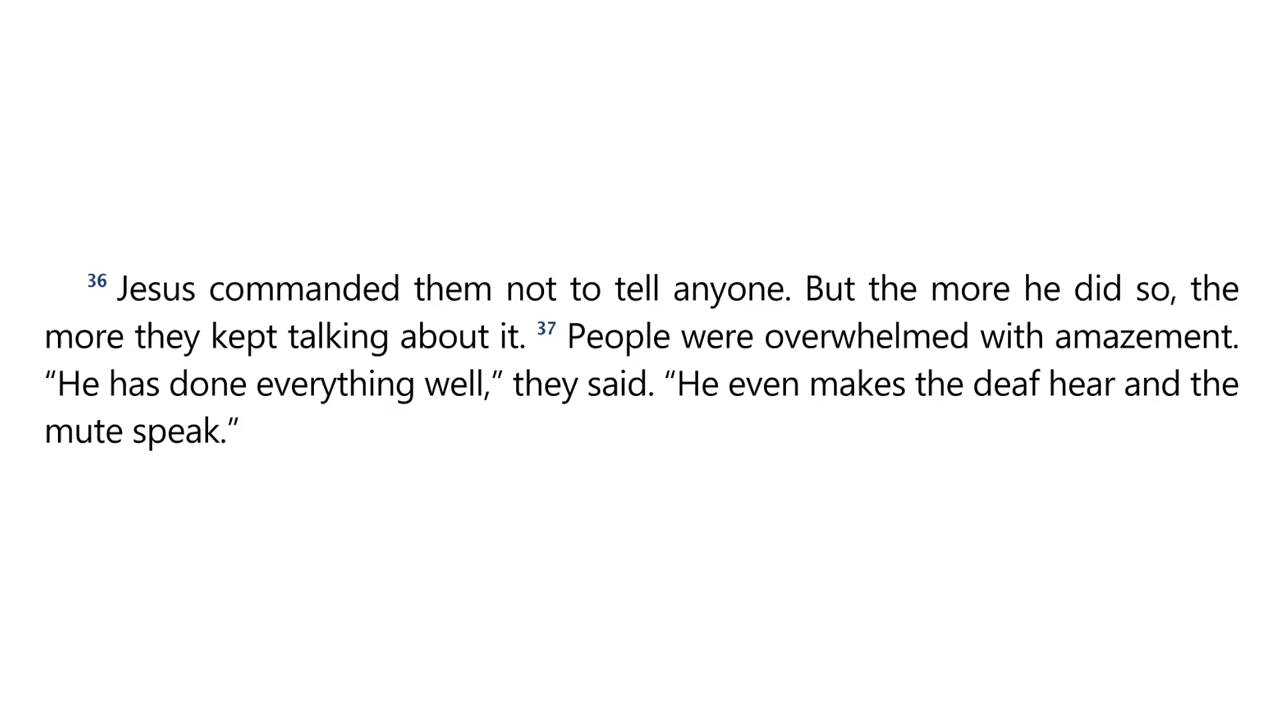 36 Jesus commanded them not to tell anyone. But the more he did so, the
more they kept talking about it. 37 People were overwhelmed with amazement.
“He has done everything well,” they said. “He even makes the deaf hear and the
mute speak.”